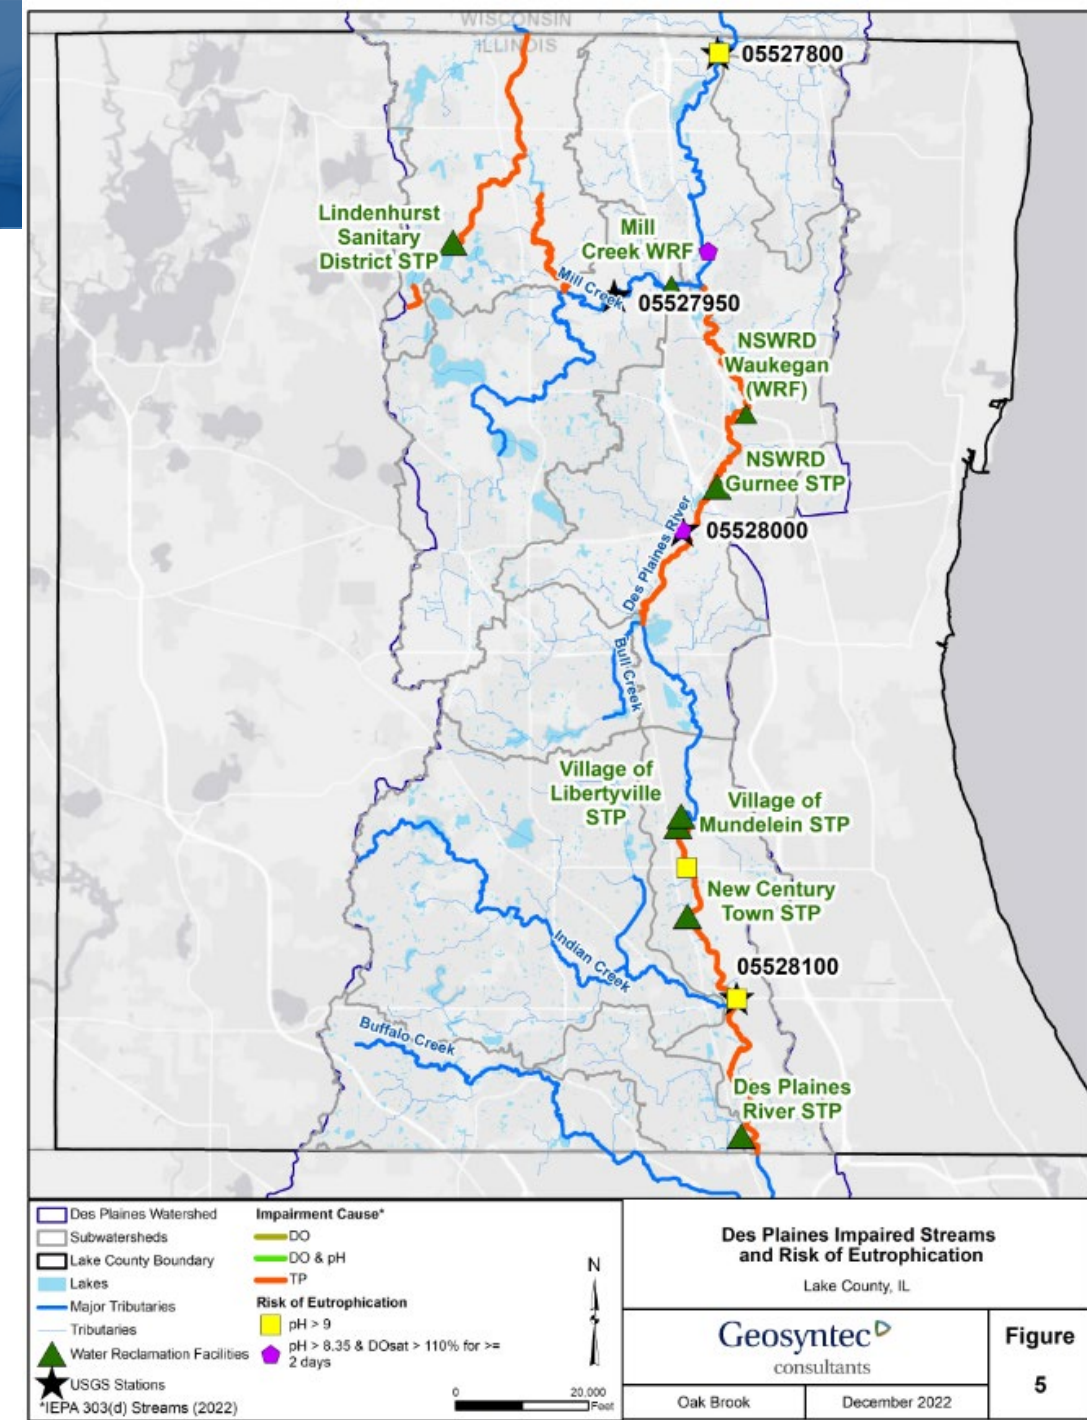 WISCONSIN
ILLINOIS
05527800
Lindenhurst
Sanitary
District STP
Mill
Creek WRF
Mill Creek
05527950
NSWRD
Waukegan
(WRF)
NSWRD
Gurnee STP
Des Plaines River
05528000
Bull Creek
Village of
Libertyville
STP
Village of
Mundelein STP
New Century
Town STP
Indian Creek
05528100
Buffalo Creek
Des Plaines
River STP
Des Plaines Watershed
Subwatersheds
Lake County Boundary
Lakes
Major Tributaries
Tributaries
Water Reclamation Facilities
USGS Stations
*IEPA 303(d) Streams (2022)
Impairment Cause*
DO
DO & pH
TP
Risk of Eutrophication
pH > 9
pH > 8.35 & DOsat > 110% for >=
2 days
N
0 20,000
Feet
Des Plaines Impaired Streams
and Risk of Eutrophication
Lake County, IL
Geosyntec
consultants
Oak Brook
December 2022
Figure
5